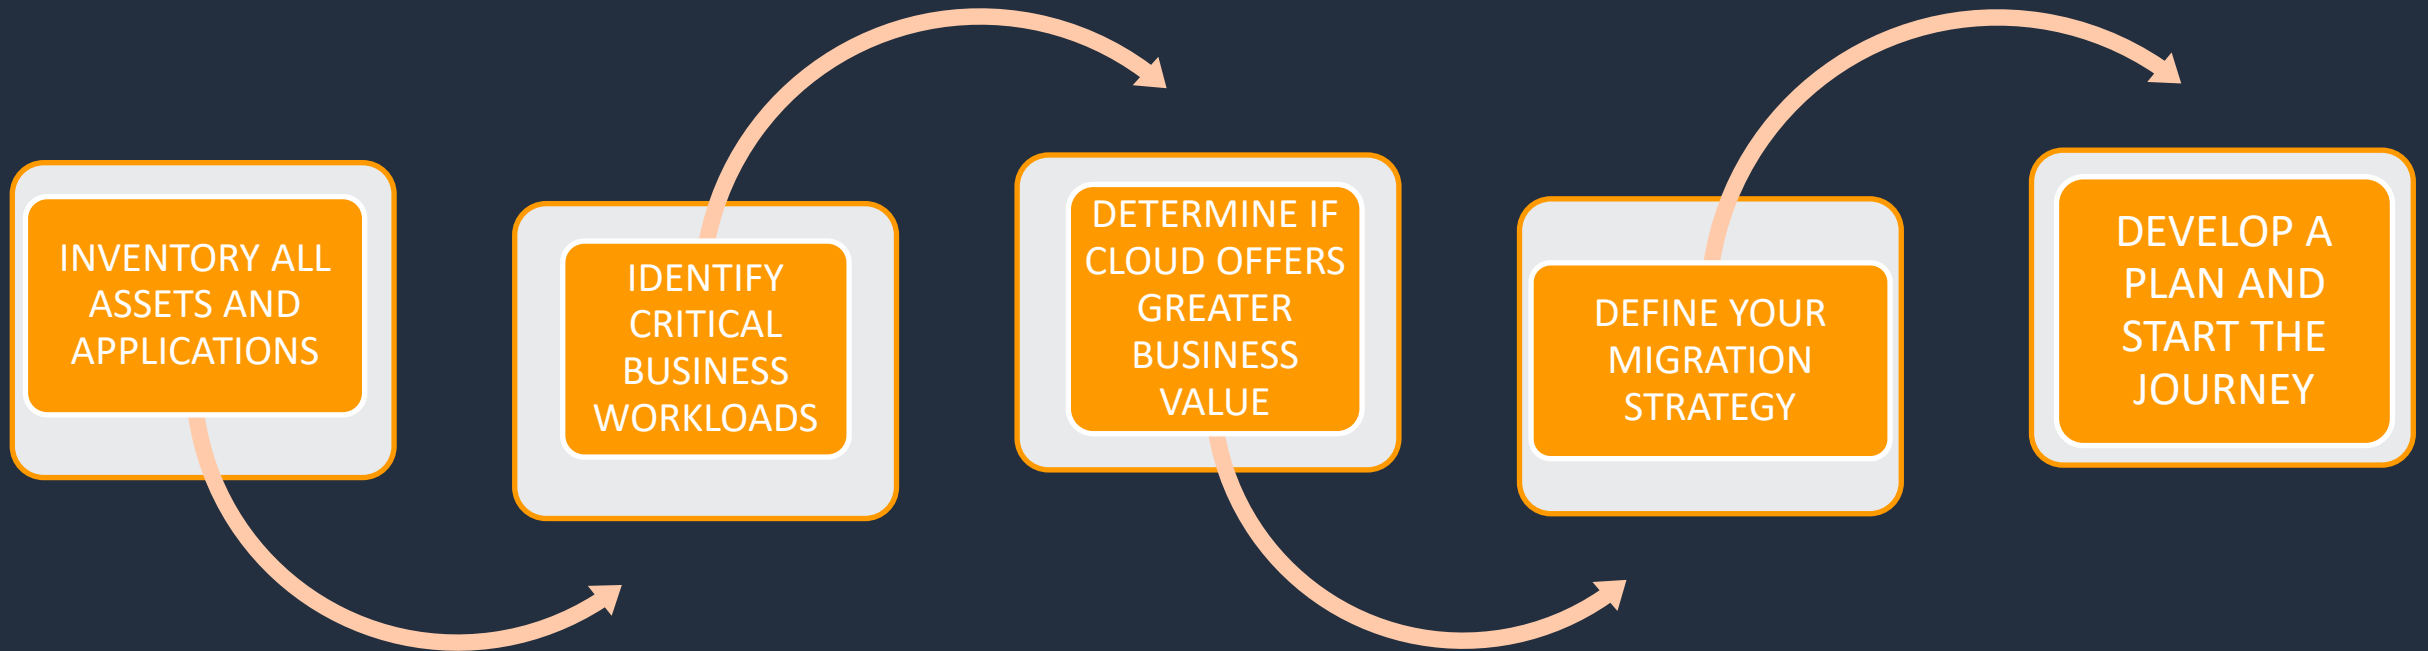 INVENTORY ALL
ASSETS AND
APPLICATIONS
IDENTIFY
CRITICAL
BUSINESS
WORKLOADS
DETERMINE IF
CLOUD OFFERS
GREATER
BUSINESS
VALUE
DEFINE YOUR
MIGRATION
STRATEGY
DEVELOP A
PLAN AND
START THE
JOURNEY